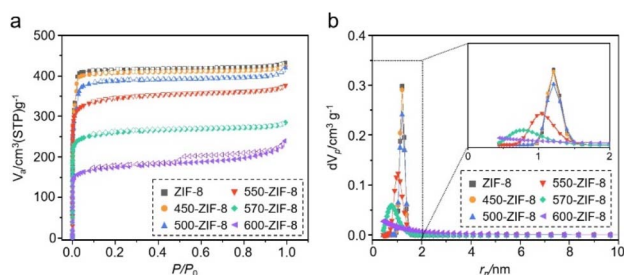 a
500
400
300
200
100
0
Va/cm3(STP)g-1
0.0 0.2 0.4 0.6 0.8 1.0
P/P0
ZIF-8 550-ZIF-8
450-ZIF-8 570-ZIF-8
500-ZIF-8 600-ZIF-8
b
0.4
0.3
0.2
0.1
0.0
dVp/cm3 g-1
0 2 4 6 8 10
rp/nm
0 1 2
ZIF-8 550-ZIF-8
450-ZIF-8 570-ZIF-8
500-ZIF-8 600-ZIF-8